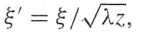 ξ′ = ξ/√λz,